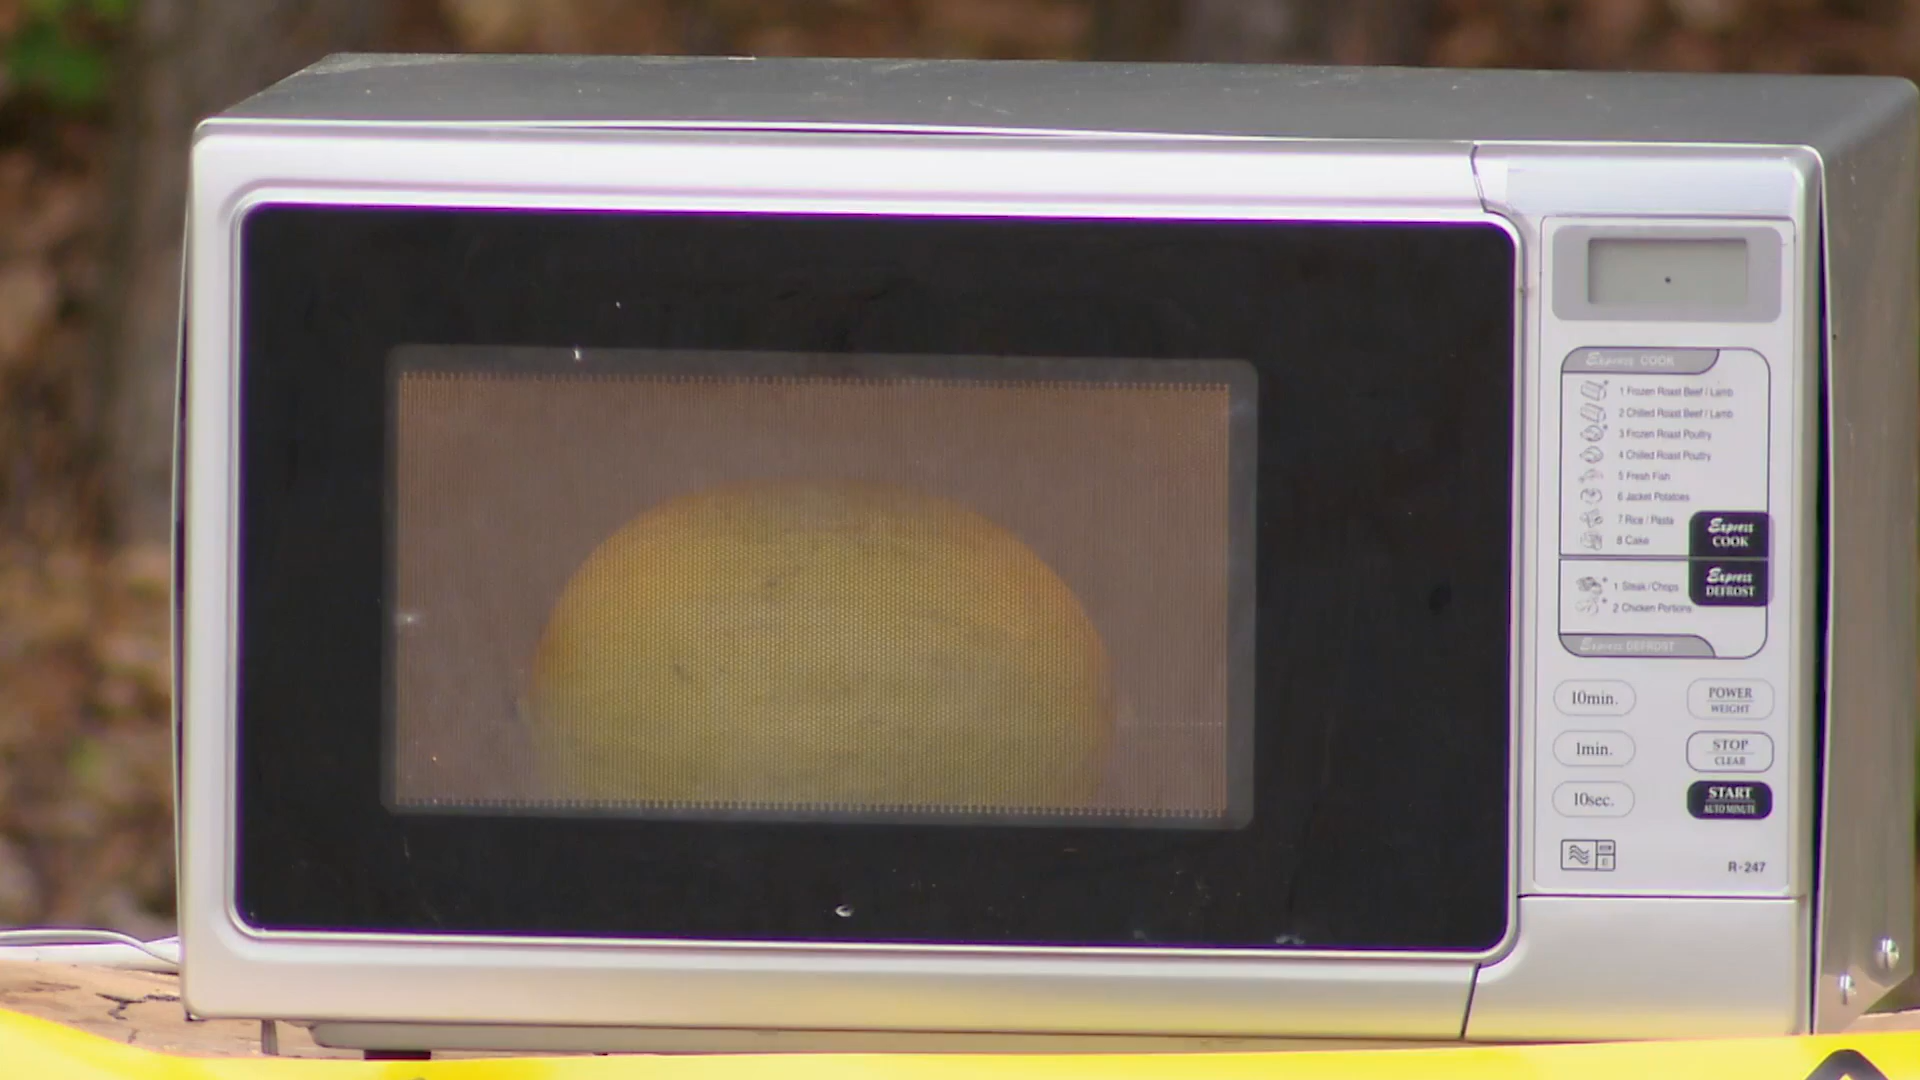 Express COOK
1 Frozen Roast Beef / Lamb
2 Chilled Roast Beef / Lamb
3 Frozen Roast Poultry
4 Chilled Roast Poultry
5 Fresh Fish
6 Jacket Potatoes
7 Rice / Pasta
8 Cake
Express
COOK
Express
DEFROST
1 Steak / Chops
2 Chicken Portions
Express DEFROST
10min.
POWER
WEIGHT
1min.
STOP
CLEAR
10sec.
START
AUTO MINUTE
R-247